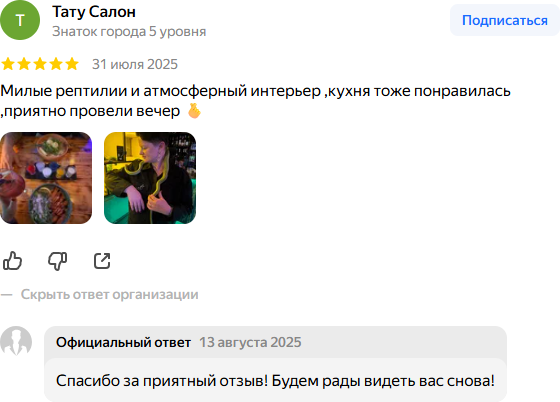 Т
Тату Салон
Знаток города 5 уровня
Подписаться
31 июля 2025
Милые рептилии и атмосферный интерьер ,кухня тоже понравилась
,приятно провели вечер
— Скрыть ответ организации
Официальный ответ 13 августа 2025
Спасибо за приятный отзыв! Будем рады видеть вас снова!